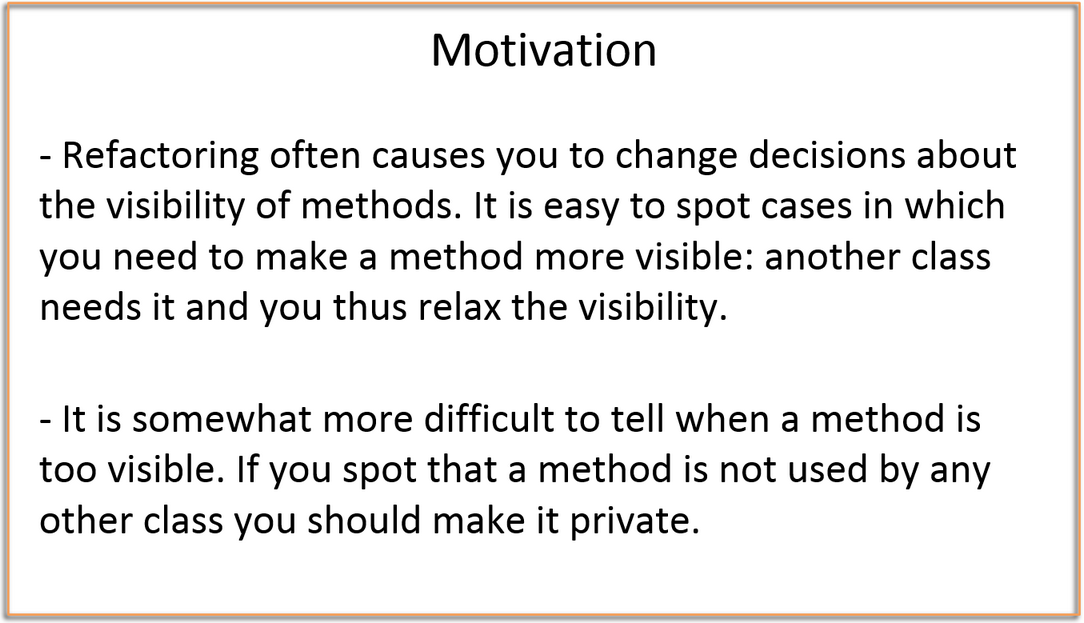 Motivation
- Refactoring often causes you to change decisions about
the visibility of methods. It is easy to spot cases in which
you need to make a method more visible: another class
needs it and you thus relax the visibility.
- It is somewhat more difficult to tell when a method is
too visible. If you spot that a method is not used by any
other class you should make it private.